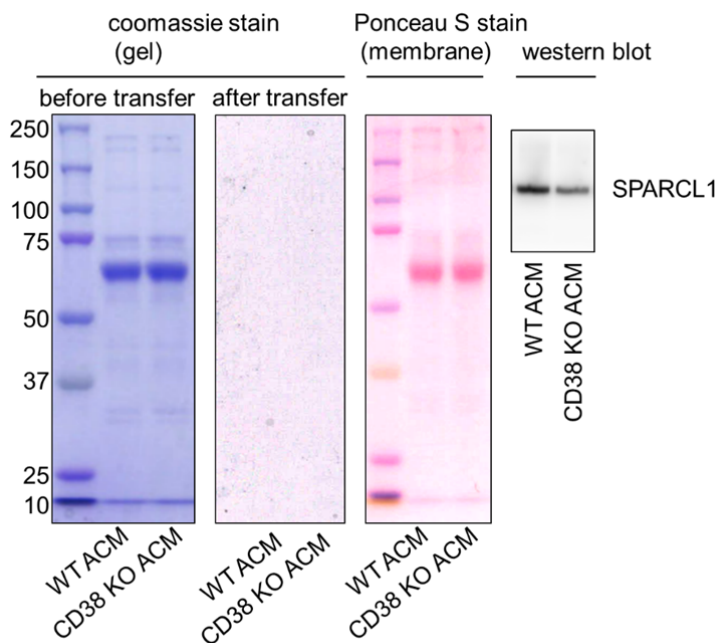 coomassie stain
(gel)
Ponceau S stain
(membrane)
western blot
before transfer
after transfer
250
150
100
75
50
37
25
10
SPARCL1
WT ACM
CD38 KO ACM
WT ACM
CD38 KO ACM
WT ACM
CD38 KO ACM
WT ACM
CD38 KO ACM